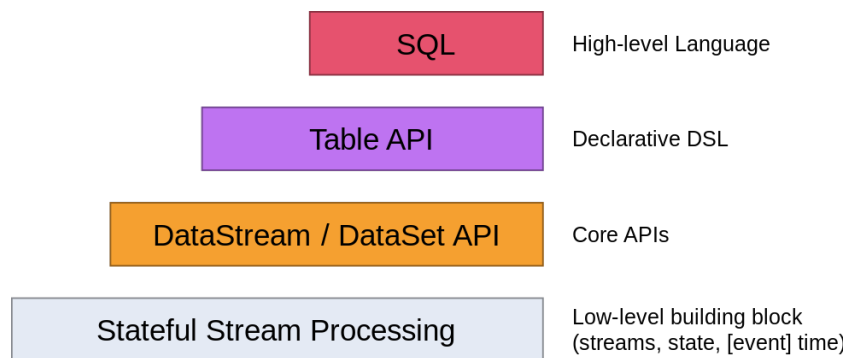 SQL
High-level Language
Table API
Declarative DSL
DataStream / DataSet API
Core APIs
Stateful Stream Processing
Low-level building block
(streams, state, [event] time)